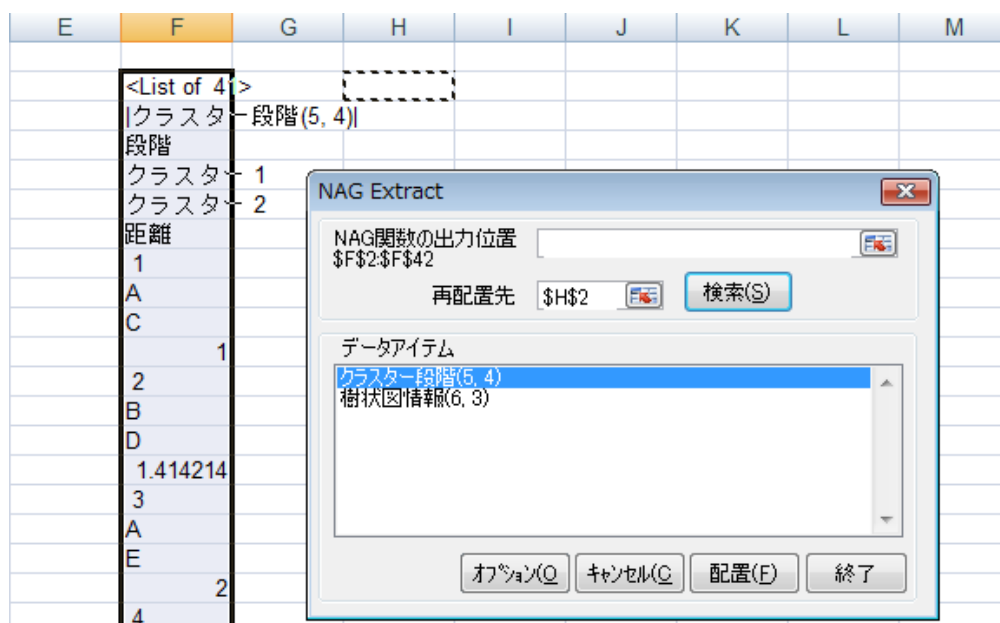 E F G H I J K L M
<List of 41>
|クラスター段階(5, 4)|
段階
クラスター 1
クラスター 2
距離
1
A
C
1
2
B
D
1.414214
3
A
E
2
4
NAG Extract
NAG関数の出力位置
$F$2:$F$42
再配置先 $H$2 検索(S)
データアイテム
クラスター段階(5, 4)
樹状図情報(6, 3)
オプション(O キャンセル(C 配置(F) 終了